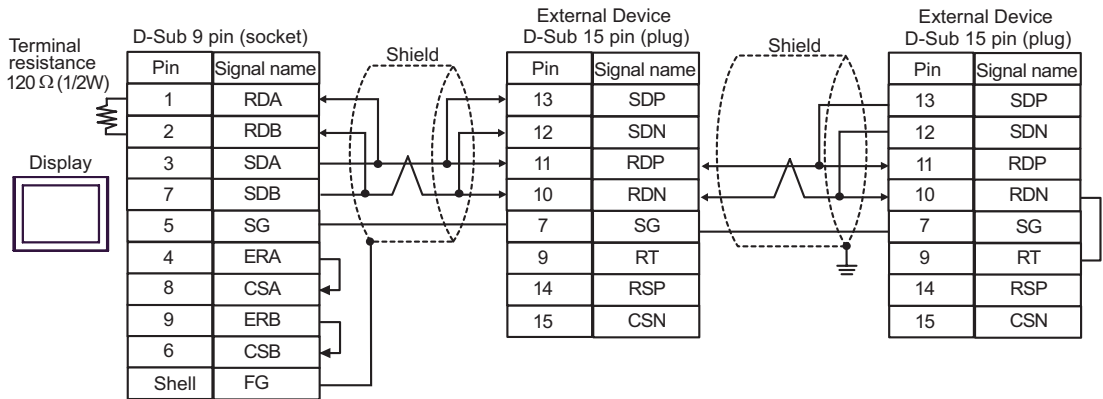 External Device
D-Sub 15 pin (plug)
External Device
D-Sub 15 pin (plug)
Terminal
resistance
120 Ω (1/2W)
D-Sub 9 pin (socket)
Shield
Shield
Display
Pin Signal name
1 RDA
2 RDB
3 SDA
7 SDB
5 SG
4 ERA
8 CSA
9 ERB
6 CSB
Shell FG
Pin Signal name
13 SDP
12 SDN
11 RDP
10 RDN
7 SG
9 RT
14 RSP
15 CSN
Pin Signal name
13 SDP
12 SDN
11 RDP
10 RDN
7 SG
9 RT
14 RSP
15 CSN